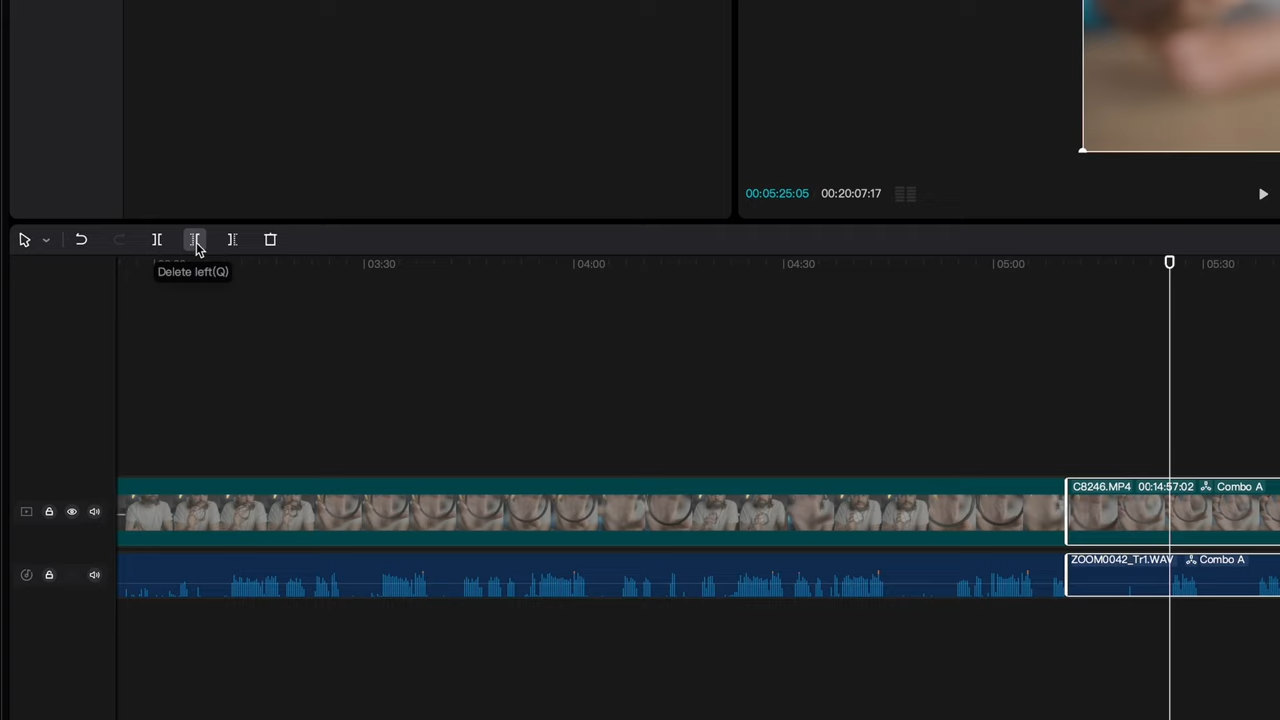 00:05:25:05 00:20:07:17
Delete left(Q)
03:30 04:00 04:30 05:00 05:30
C8246.MP4 00:14:57:02 Combo A
ZOOM0042_Tr1.WAV Combo A